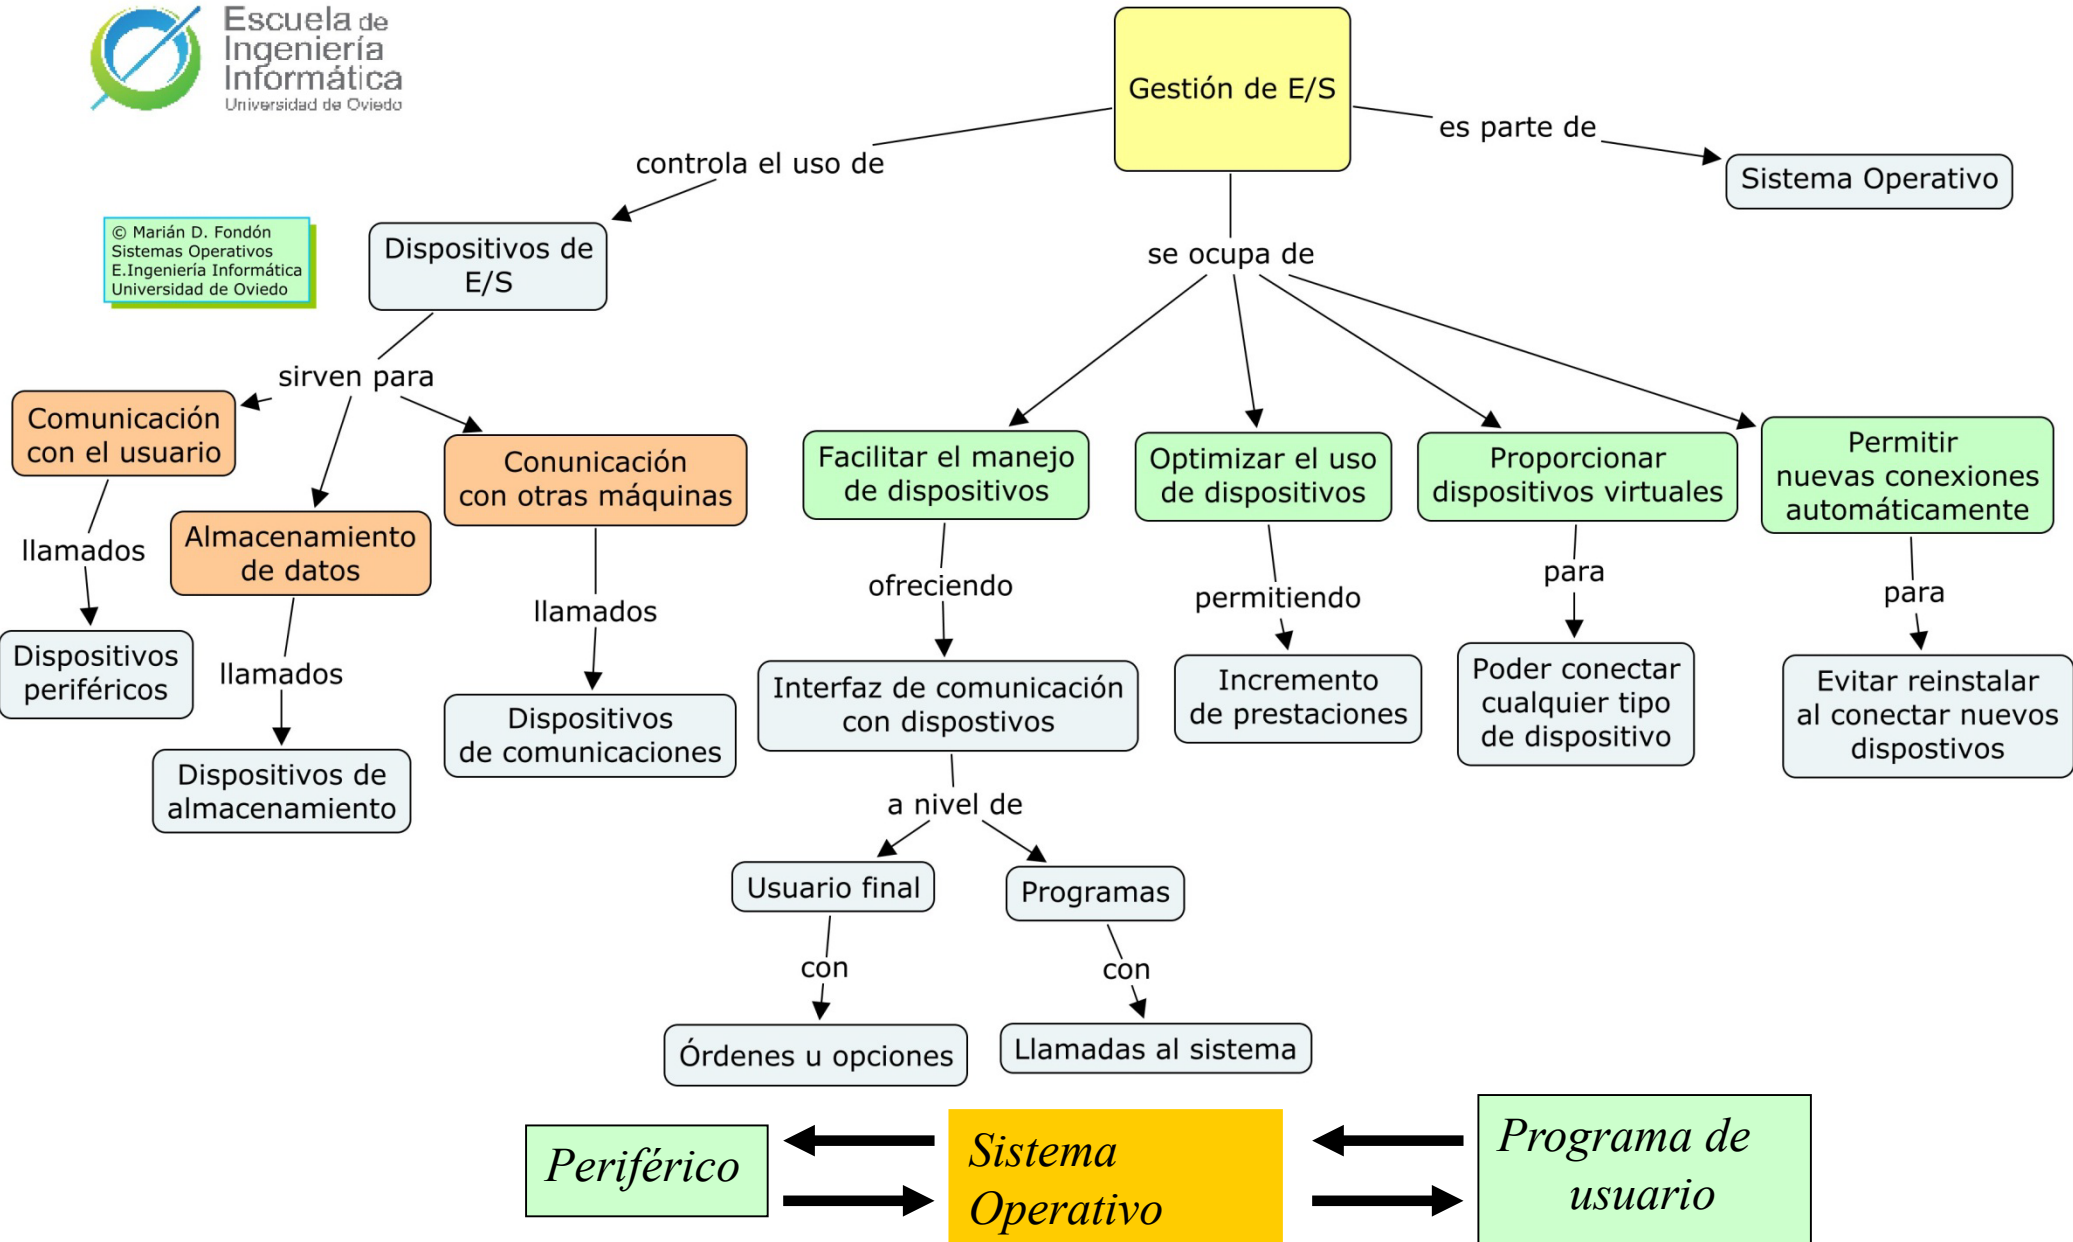 Escuela de
Ingeniería
Informática
Universidad de Oviedo
Gestión de E/S
es parte de
Sistema Operativo
controla el uso de
© Marián D. Fondón
Sistemas Operativos
E.Ingeniería Informática
Universidad de Oviedo
Dispositivos de
E/S
se ocupa de
sirven para
Comunicación
con el usuario
llamados
Dispositivos
periféricos
Almacenamiento
de datos
llamados
Dispositivos de
almacenamiento
Conunicación
con otras máquinas
llamados
Dispositivos
de comunicaciones
Facilitar el manejo
de dispositivos
ofreciendo
Interfaz de comunicación
con dispostivos
a nivel de
Usuario final
con
Órdenes u opciones
Programas
con
Llamadas al sistema
Optimizar el uso
de dispositivos
permitiendo
Incremento
de prestaciones
Proporcionar
dispositivos virtuales
para
Poder conectar
cualquier tipo
de dispositivo
Permitir
nuevas conexiones
automáticamente
para
Evitar reinstalar
al conectar nuevos
dispostivos
Periférico
Sistema
Operativo
Programa de
usuario